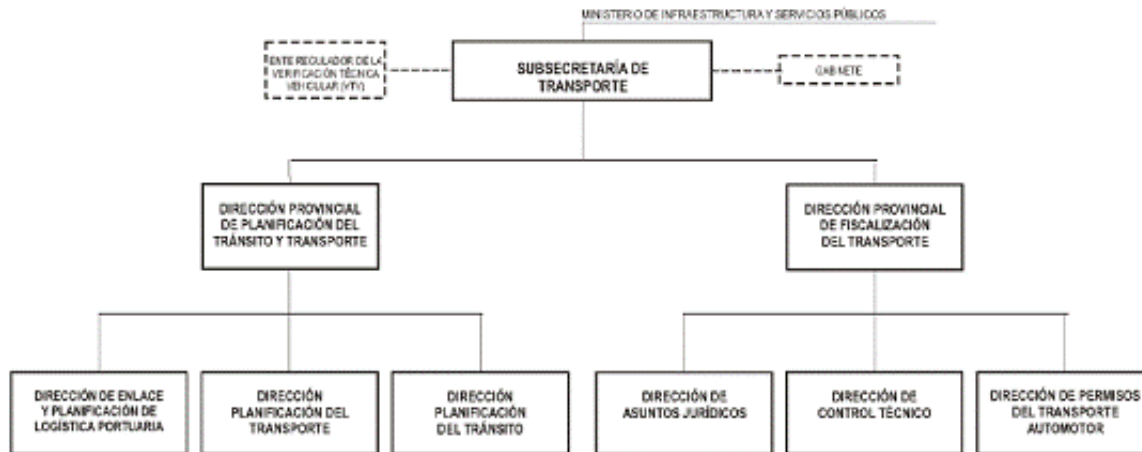 MINISTERIO DE INFRAESTRUCTURA Y SERVICIOS PÚBLICOS
ENTE REGULADOR DE LA
VERIFICACIÓN TÉCNICA
VEHICULAR (VTV)
SUBSECRETARÍA DE
TRANSPORTE
GABINETE
DIRECCIÓN PROVINCIAL
DE PLANIFICACIÓN DEL
TRÁNSITO Y TRANSPORTE
DIRECCIÓN PROVINCIAL
DE FISCALIZACIÓN
DEL TRANSPORTE
DIRECCIÓN DE ENLACE
Y PLANIFICACIÓN DE
LOGÍSTICA PORTUARIA
DIRECCIÓN
PLANIFICACIÓN DEL
TRANSPORTE
DIRECCIÓN
PLANIFICACIÓN
DEL TRÁNSITO
DIRECCIÓN DE
ASUNTOS JURÍDICOS
DIRECCIÓN DE
CONTROL TÉCNICO
DIRECCIÓN DE PERMISOS
DEL TRANSPORTE
AUTOMOTOR